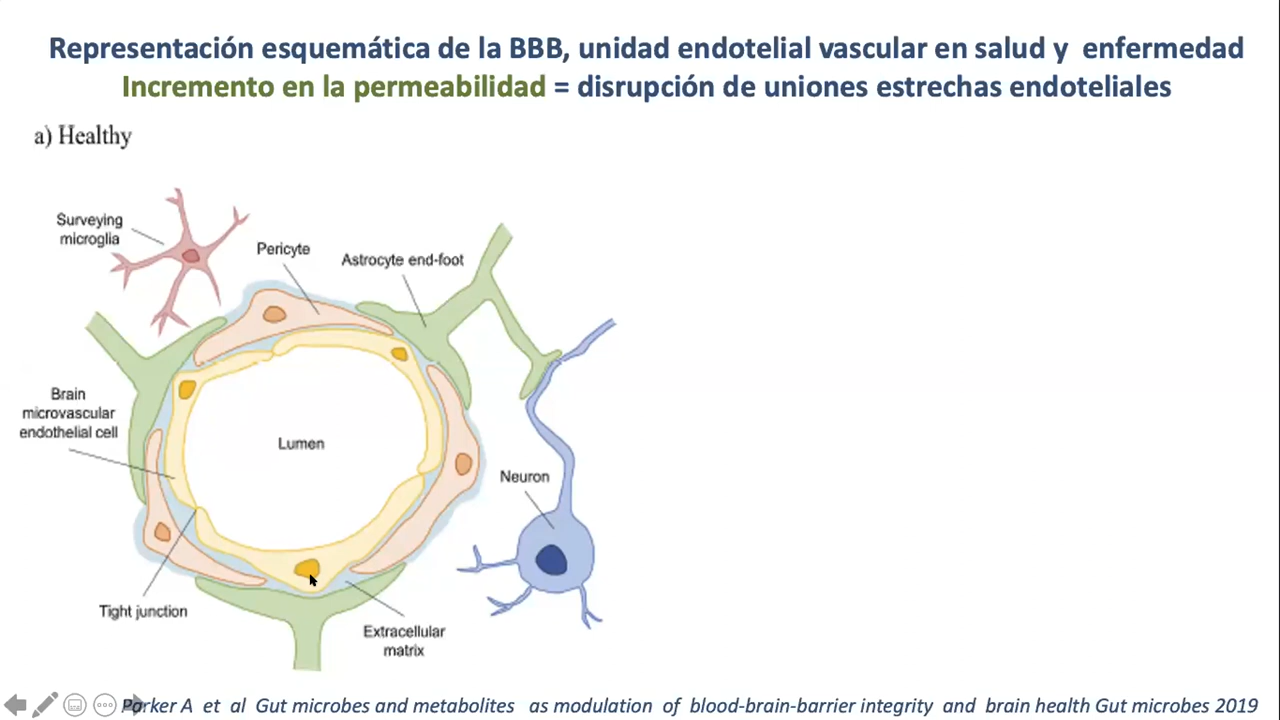 Representación esquemática de la BBB, unidad endotelial vascular en salud y enfermedad
Incremento en la permeabilidad = disrupción de uniones estrechas endoteliales
a) Healthy
Surveying
microglia
Pericyte
Astrocyte end-foot
Brain
microvascular
endothelial cell
Lumen
Neuron
Tight junction
Extracellular
matrix
Parker A et al Gut microbes and metabolites as modulation of blood-brain-barrier integrity and brain health Gut microbes 2019